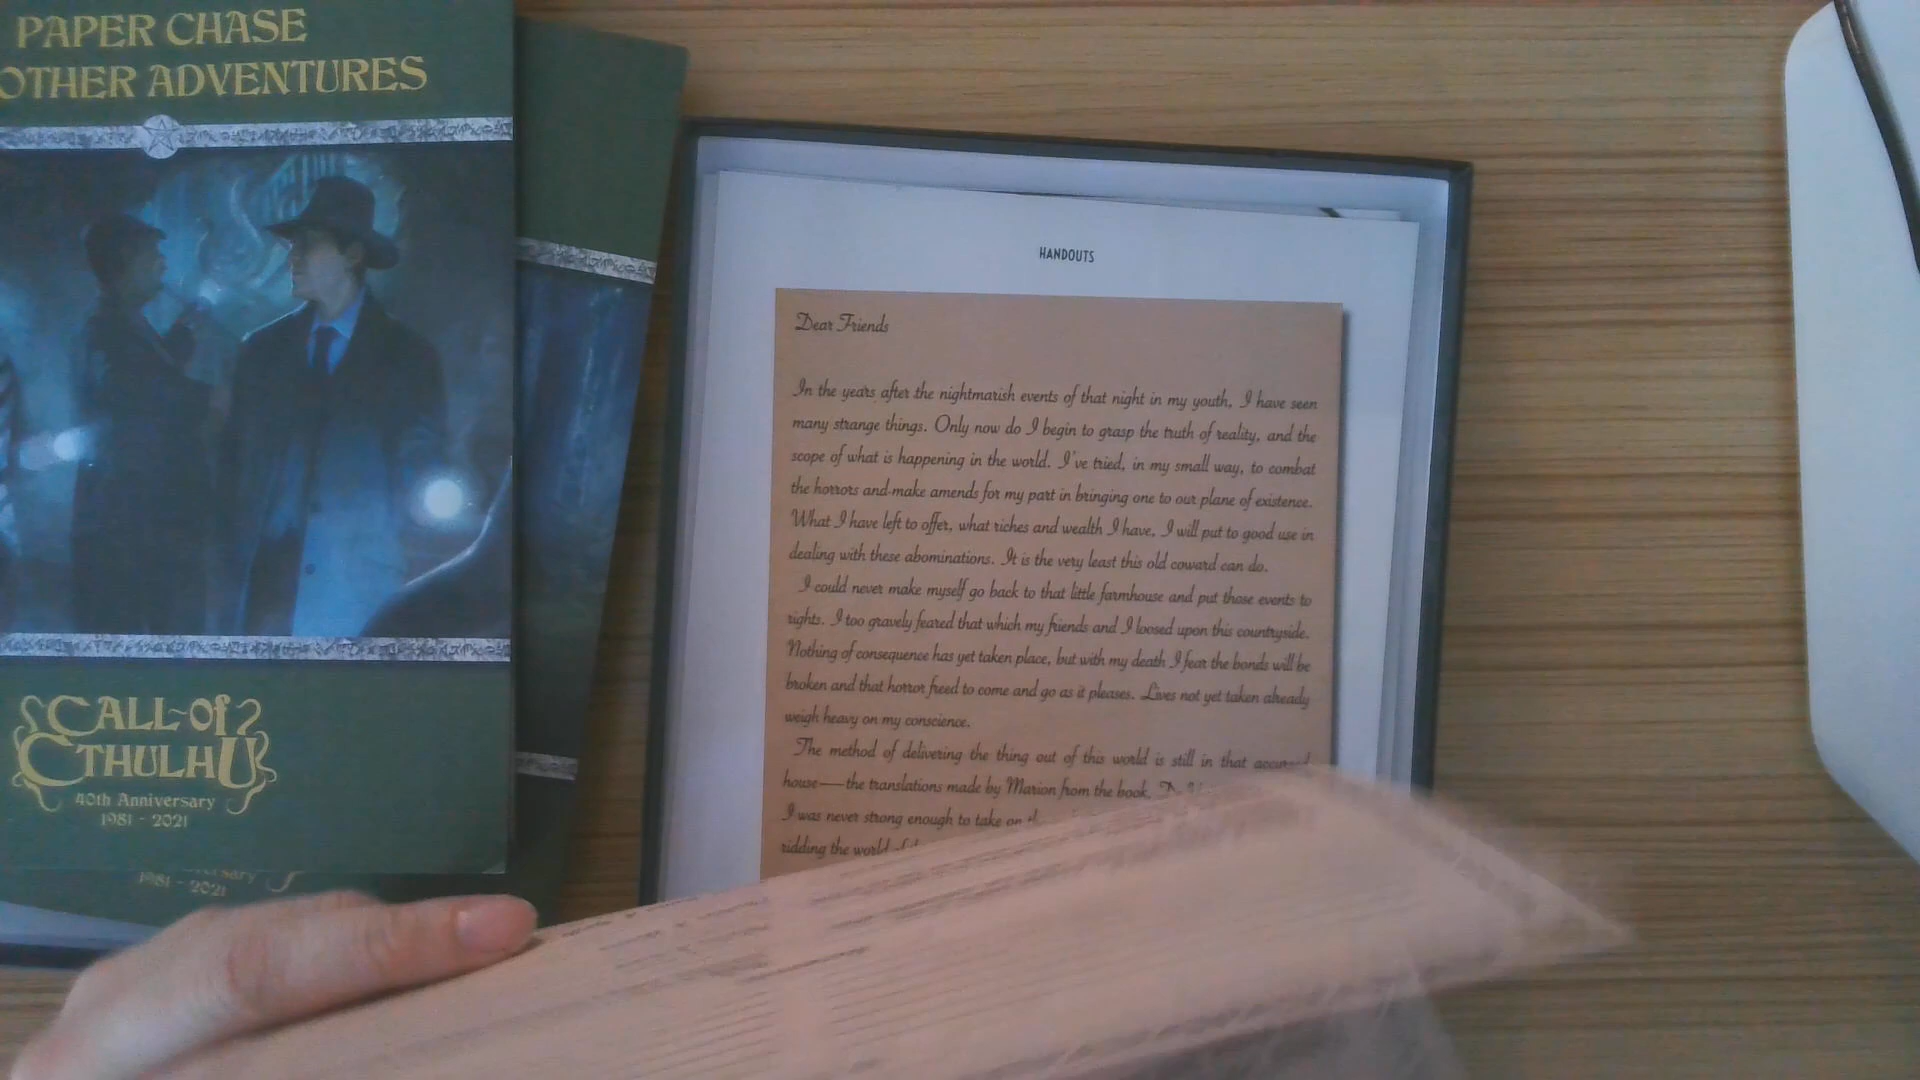 PAPER CHASE
OTHER ADVENTURES
CALL of
CTHULHU
40th Anniversary
1981 - 2021
1981 - 2021
HANDOUTS
Dear Friends
In the years after the nightmarish events of that night in my youth, I have seen
many strange things. Only now do I begin to grasp the truth of reality, and the
scope of what is happening in the world. I've tried, in my small way, to combat
the horrors and make amends for my part in bringing one to our plane of existence.
What I have left to offer, what riches and wealth I have, I will put to good use in
dealing with these abominations. It is the very least this old coward can do.
I could never make myself go back to that little farmhouse and put those events to
rights. I too gravely feared that which my friends and I loosed upon this countryside.
Nothing of consequence has yet taken place, but with my death I fear the bonds will be
broken and that horror freed to come and go as it pleases. Lives not yet taken already
weigh heavy on my conscience.
The method of delivering the thing out of this world is still in that accursed
house—the translations made by Marion from the book,
I was never strong enough to take on
ridding the world